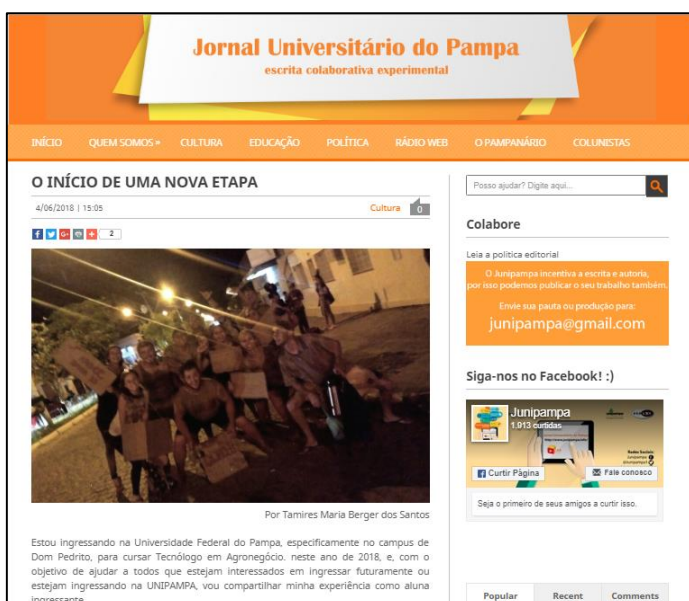 Jornal Universitário do Pampa
escrita colaborativa experimental
INÍCIO QUEM SOMOS » CULTURA EDUCAÇÃO POLÍTICA RÁDIO WEB O PAMPANÁRIO COLUNISTAS
O INÍCIO DE UMA NOVA ETAPA
4/06/2018 | 15:05
Cultura 0
2
Por Tamires Maria Berger dos Santos
Estou ingressando na Universidade Federal do Pampa, especificamente no campus de
Dom Pedrito, para cursar Tecnólogo em Agronegócio. neste ano de 2018, e, com o
objetivo de ajudar a todos que estejam interessados em ingressar futuramente ou
estejam ingressando na UNIPAMPA, vou compartilhar minha experiência como aluna
ingressante
Posso ajudar? Digite aqui...
Colabore
Leia a política editorial
O Junipampa incentiva a escrita e autoria,
por isso podemos publicar o seu trabalho também.
Envie sua pauta ou produção para:
junipampa@gmail.com
Siga-nos no Facebook! :)
Junipampa
1.913 curtidas
Curtir Página
Fale conosco
Seja o primeiro de seus amigos a curtir isso.
Popular Recent Comments